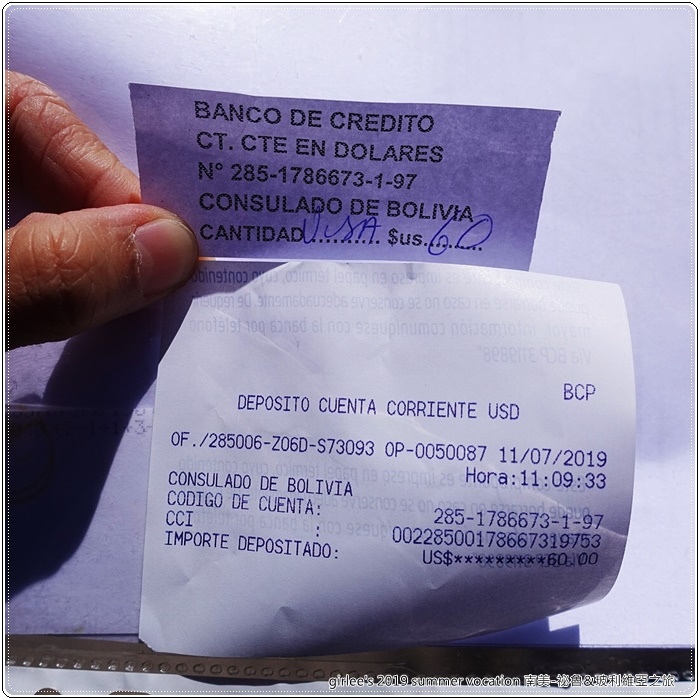 BANCO DE CREDITO
CT. CTE EN DOLARES
N° 285-1786673-1-97
CONSULADO DE BOLIVIA
CANTIDAD VISA.......... $us. 60........
BCP
DEPOSITO CUENTA CORRIENTE USD
OF./285006-Z06D-S73093 OP-0050087 11/07/2019
Hora:11:09:33
CONSULADO DE BOLIVIA
CODIGO DE CUENTA: 285-1786673-1-97
CCI : 00228500178667319753
IMPORTE DEPOSITADO: US$*********60.00
girlee's 2019 summer vocation 南美-祕魯&玻利維亞之旅